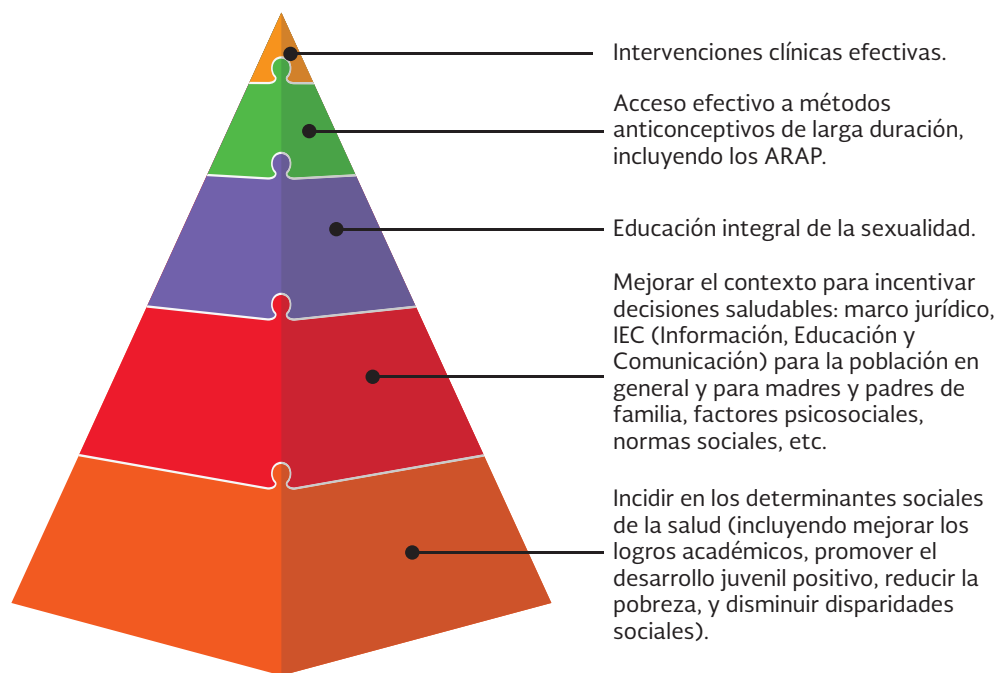 Intervenciones clínicas efectivas.
Acceso efectivo a métodos
anticonceptivos de larga duración,
incluyendo los ARAP.
Educación integral de la sexualidad.
Mejorar el contexto para incentivar
decisiones saludables: marco jurídico,
IEC (Información, Educación y
Comunicación) para la población en
general y para madres y padres de
familia, factores psicosociales,
normas sociales, etc.
Incidir en los determinantes sociales
de la salud (incluyendo mejorar los
logros académicos, promover el
desarrollo juvenil positivo, reducir la
pobreza, y disminuir disparidades
sociales).